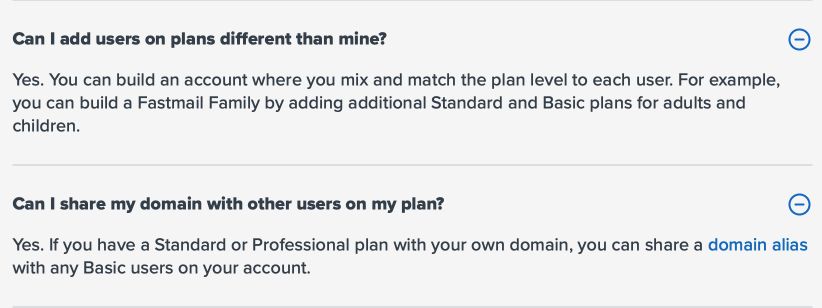 Can I add users on plans different than mine?
Yes. You can build an account where you mix and match the plan level to each user. For example,
you can build a Fastmail Family by adding additional Standard and Basic plans for adults and
children.
Can I share my domain with other users on my plan?
Yes. If you have a Standard or Professional plan with your own domain, you can share a domain alias
with any Basic users on your account.